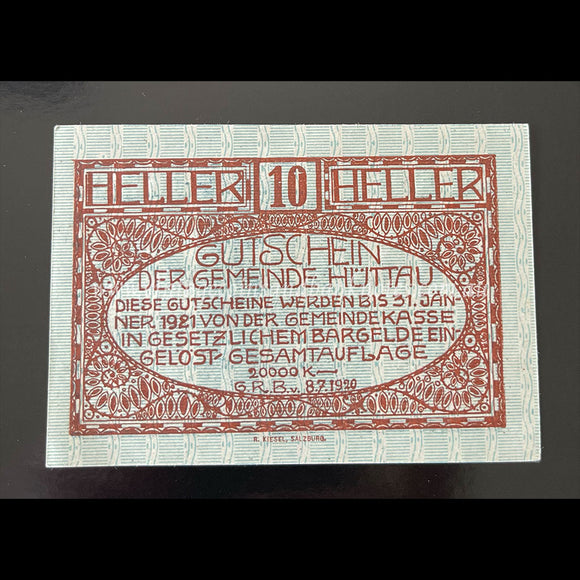 HELLER 10 HELLER
GUTSCHEIN
DER GEMEINDE HÜTTAU
DIESE GUTSCHEINE WERDEN BIS 31. JÄN-
NER 1921 VON DER GEMEINDEKASSE
IN GESETZLICHEM BARGELDE EIN-
GELÖST GESAMTAUFLAGE
20000 K
G.R.B.v. 8.7.1920
R. KIESEL, SALZBURG.